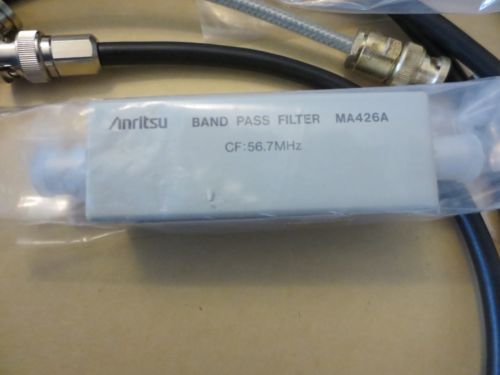 Anritsu BAND PASS FILTER MA426A
CF:56.7MHz